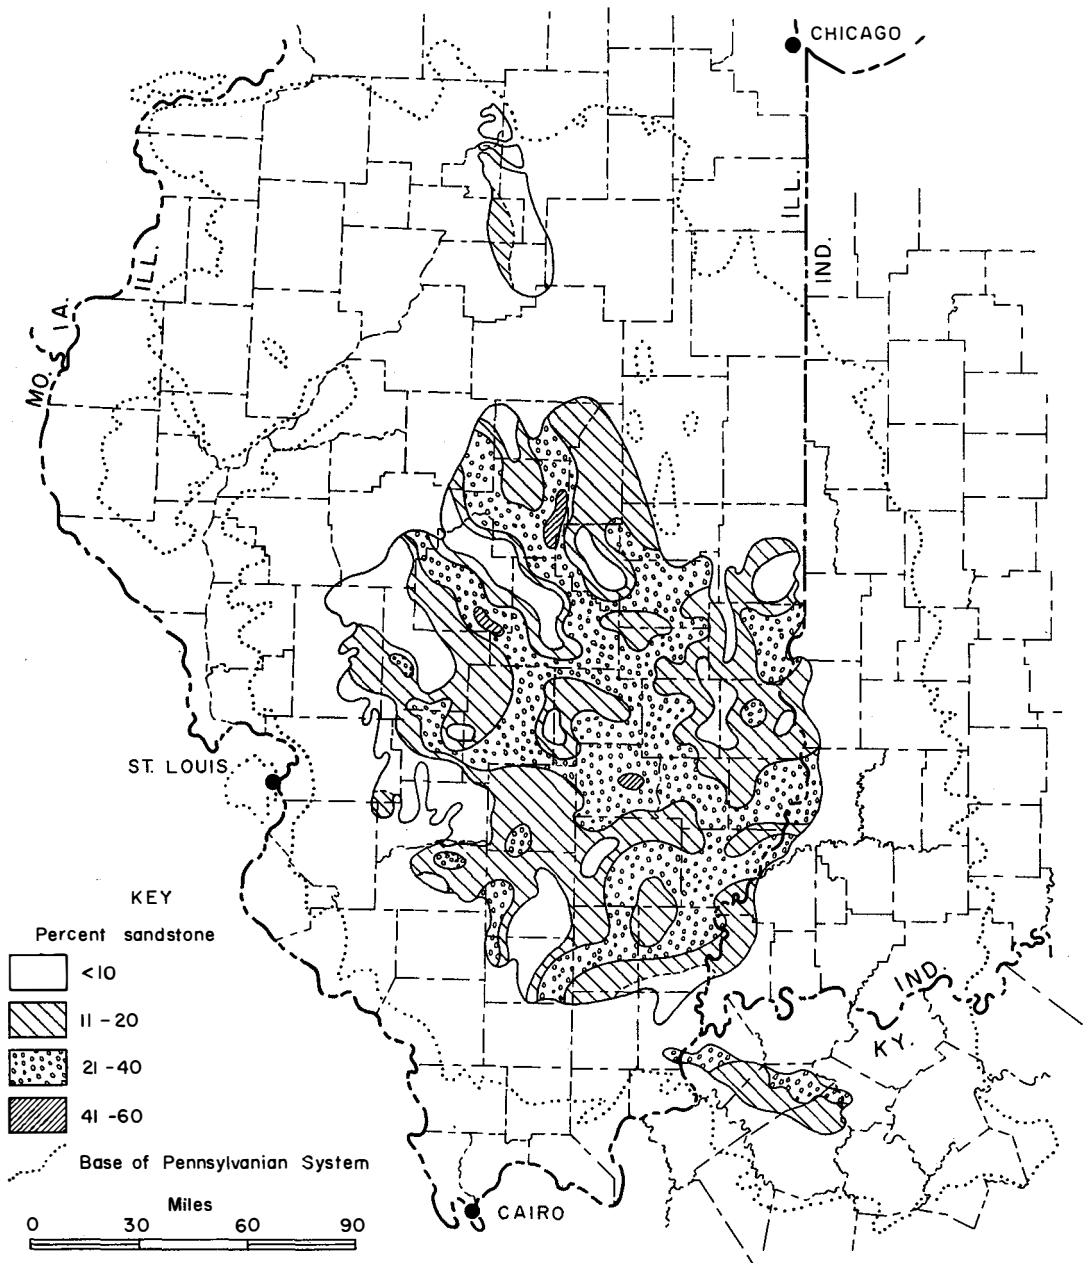 CHICAGO
ILL.
IND.
ILL.
IA.
MO.
ST. LOUIS
KEY
Percent sandstone
<10
11-20
21-40
41-60
Base of Pennsylvanian System
Miles
0 30 60 90
IND.
KY.
CAIRO